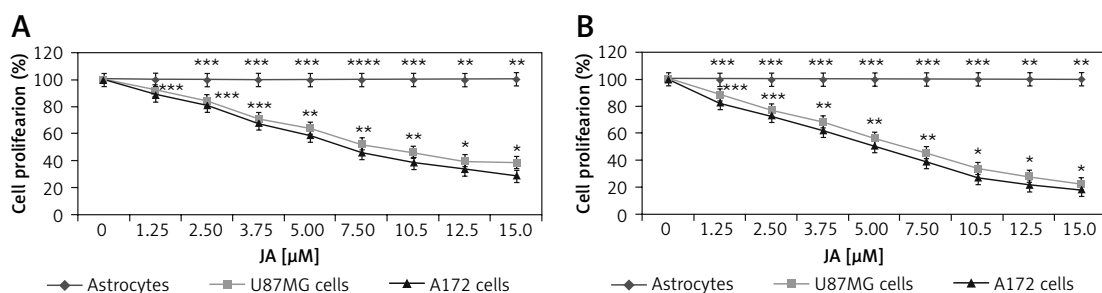 A
Cell prolifearion (%)
120
100
80
60
40
20
0
*** *** *** **** *** ** **
*** *** *** ** ** ** * *
0 1.25 2.50 3.75 5.00 7.50 10.5 12.5 15.0
JA [µM]
Astrocytes U87MG cells A172 cells
B
Cell prolifearion (%)
120
100
80
60
40
20
0
*** *** *** *** *** *** ** **
*** *** ** ** ** * * *
0 1.25 2.50 3.75 5.00 7.50 10.5 12.5 15.0
JA [µM]
Astrocytes U87MG cells A172 cells